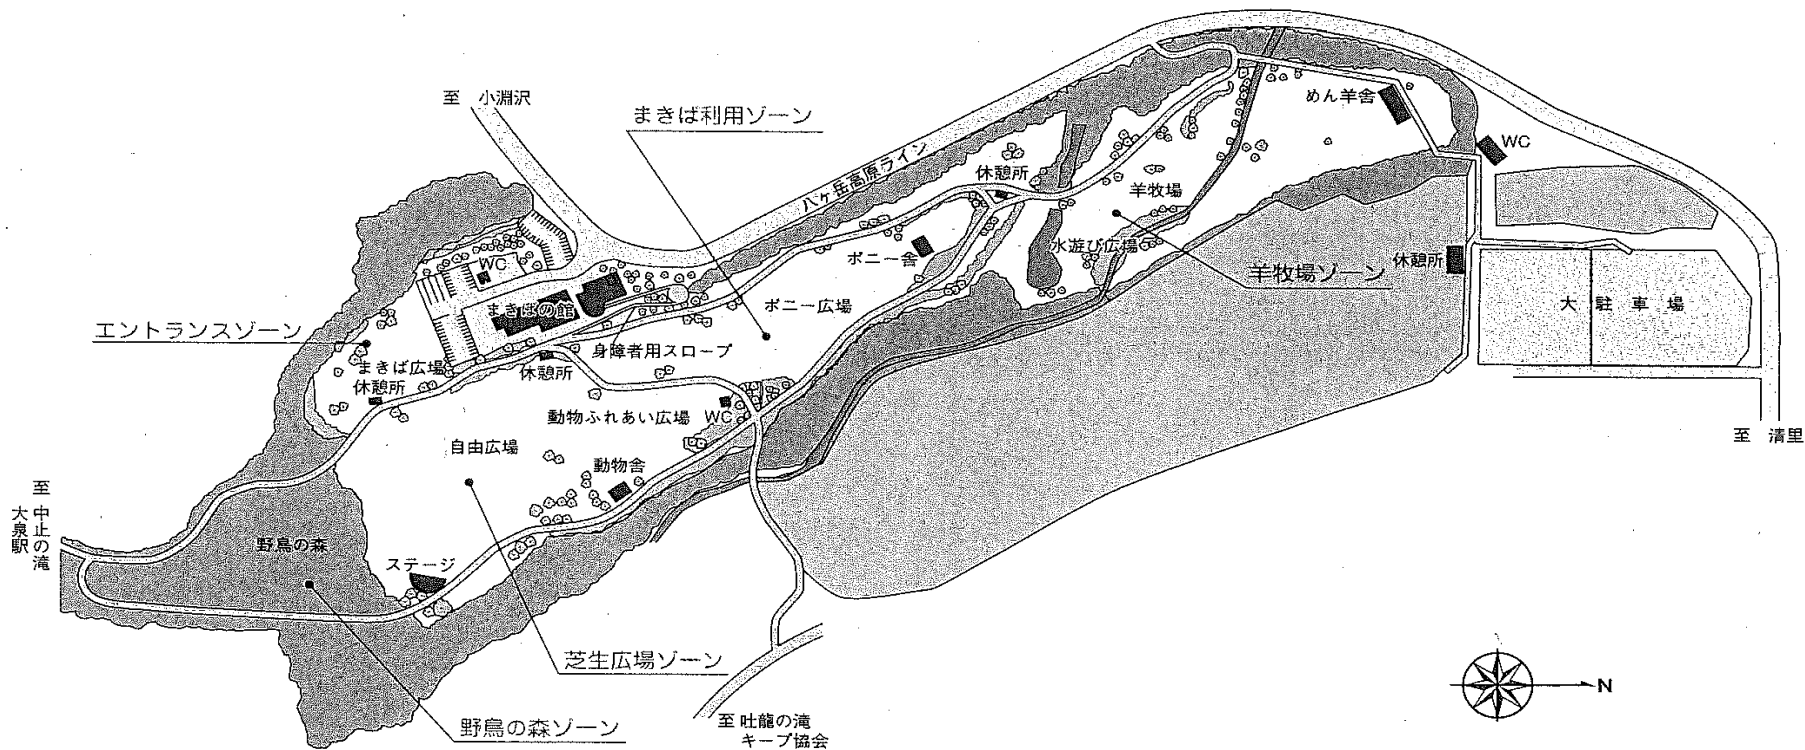 至 小淵沢
まきば利用ゾーン
八ヶ岳高原ライン
めん羊舎
WC
休憩所
羊牧場
水遊び広場
ポニー舎
羊牧場ゾーン
休憩所
大駐車場
WC
まきばの館
ポニー広場
エントランスゾーン
身障者用スロープ
まきば広場
休憩所
休憩所
動物ふれあい広場
WC
自由広場
動物舎
至 清里
至 中止の滝
大泉駅
野鳥の森
ステージ
芝生広場ゾーン
野鳥の森ゾーン
至 吐龍の滝
キープ協会
N